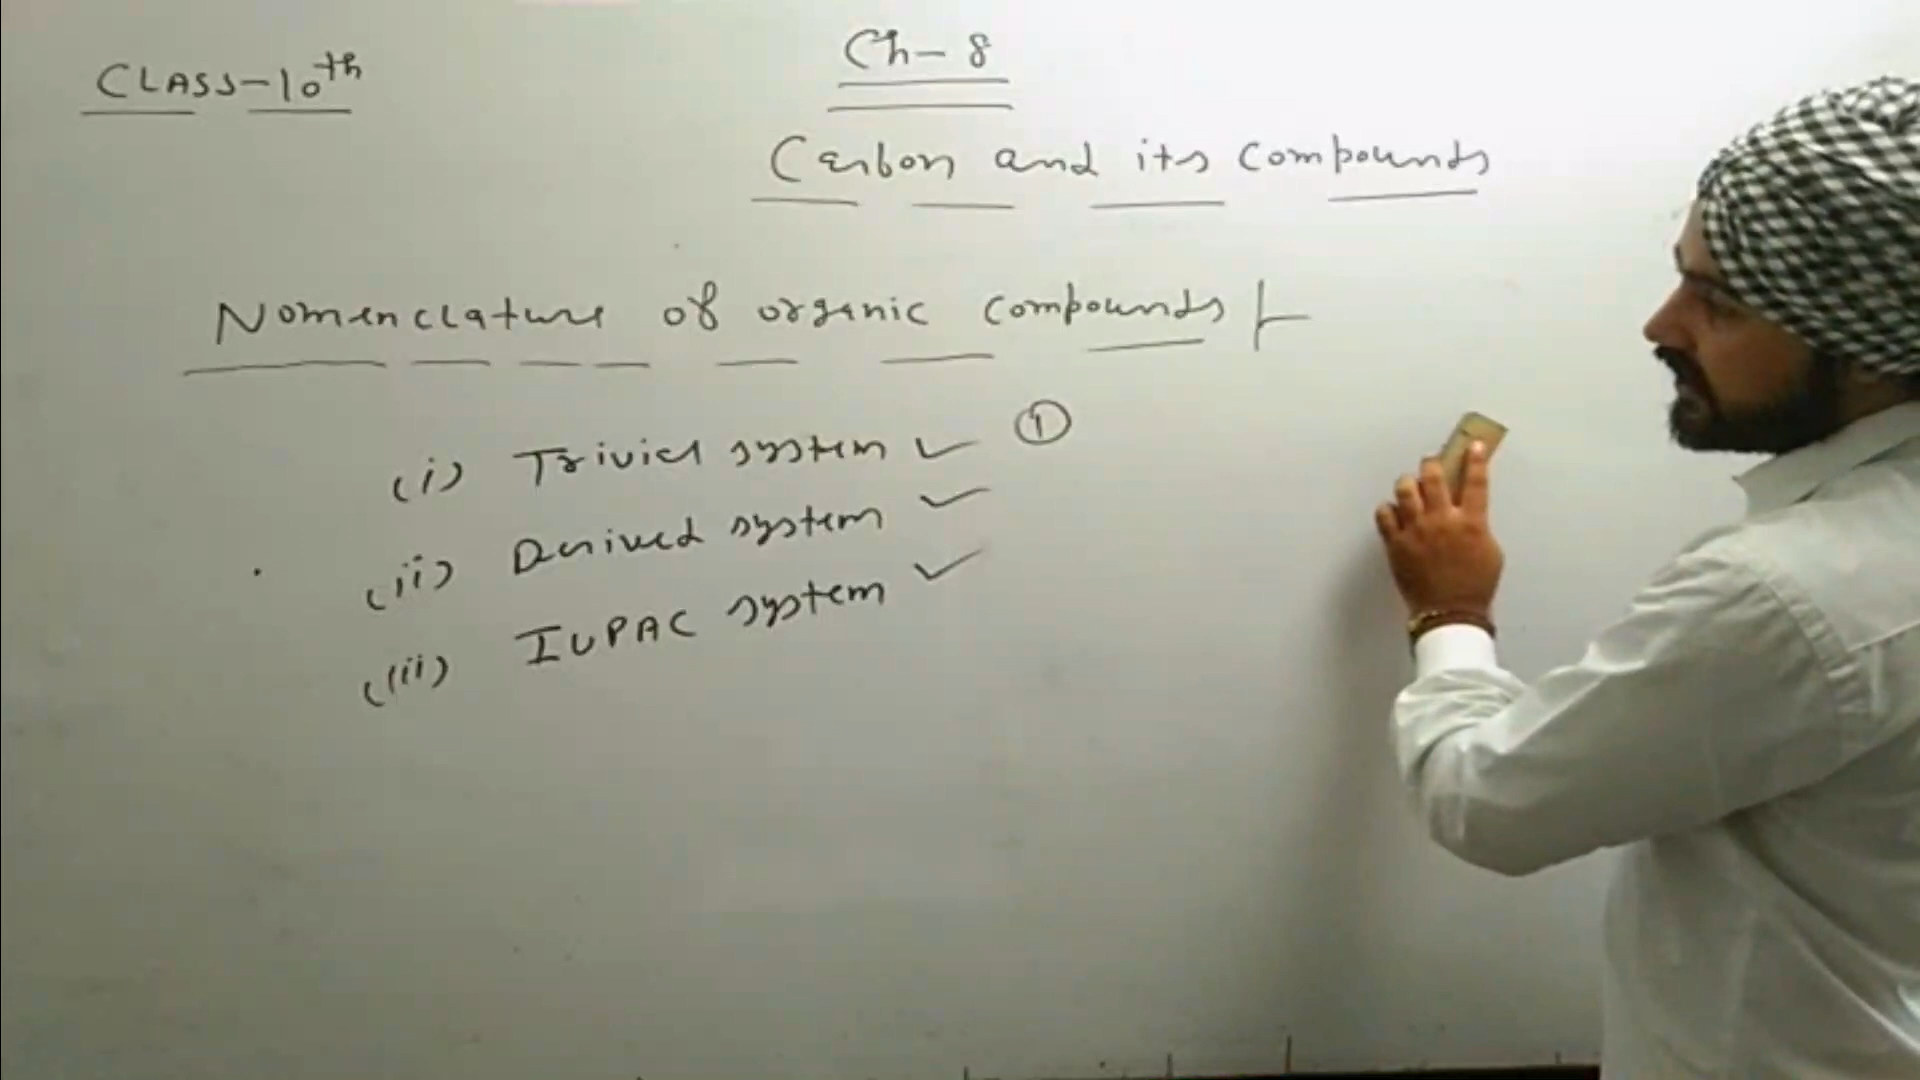 CLASS-10th
Ch-8
Carbon and its compounds
Nomenclature of organic compounds :-
(i) Trivial system ✓ ①
(ii) Derived system ✓
(iii) IUPAC system ✓